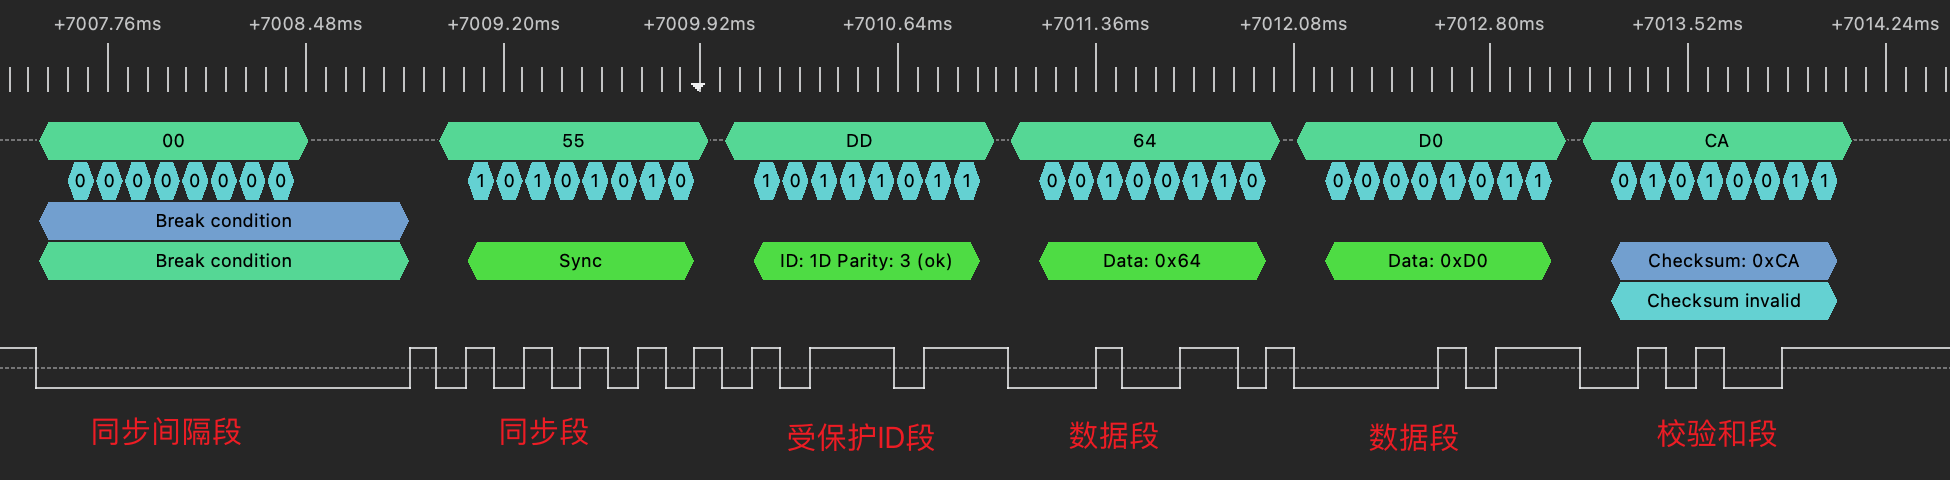 +7007.76ms +7008.48ms +7009.20ms +7009.92ms +7010.64ms +7011.36ms +7012.08ms +7012.80ms +7013.52ms +7014.24ms
00 55 DD 64 D0 CA
0 0 0 0 0 0 0 0 1 0 1 0 1 0 1 0 1 0 1 1 1 0 1 1 0 0 1 0 0 1 1 0 0 0 0 0 1 0 1 1 0 1 0 1 0 0 1 1
Break condition
Break condition Sync ID: 1D Parity: 3 (ok) Data: 0x64 Data: 0xD0 Checksum: 0xCA
Checksum invalid
同步间隔段 同步段 受保护ID段 数据段 数据段 校验和段